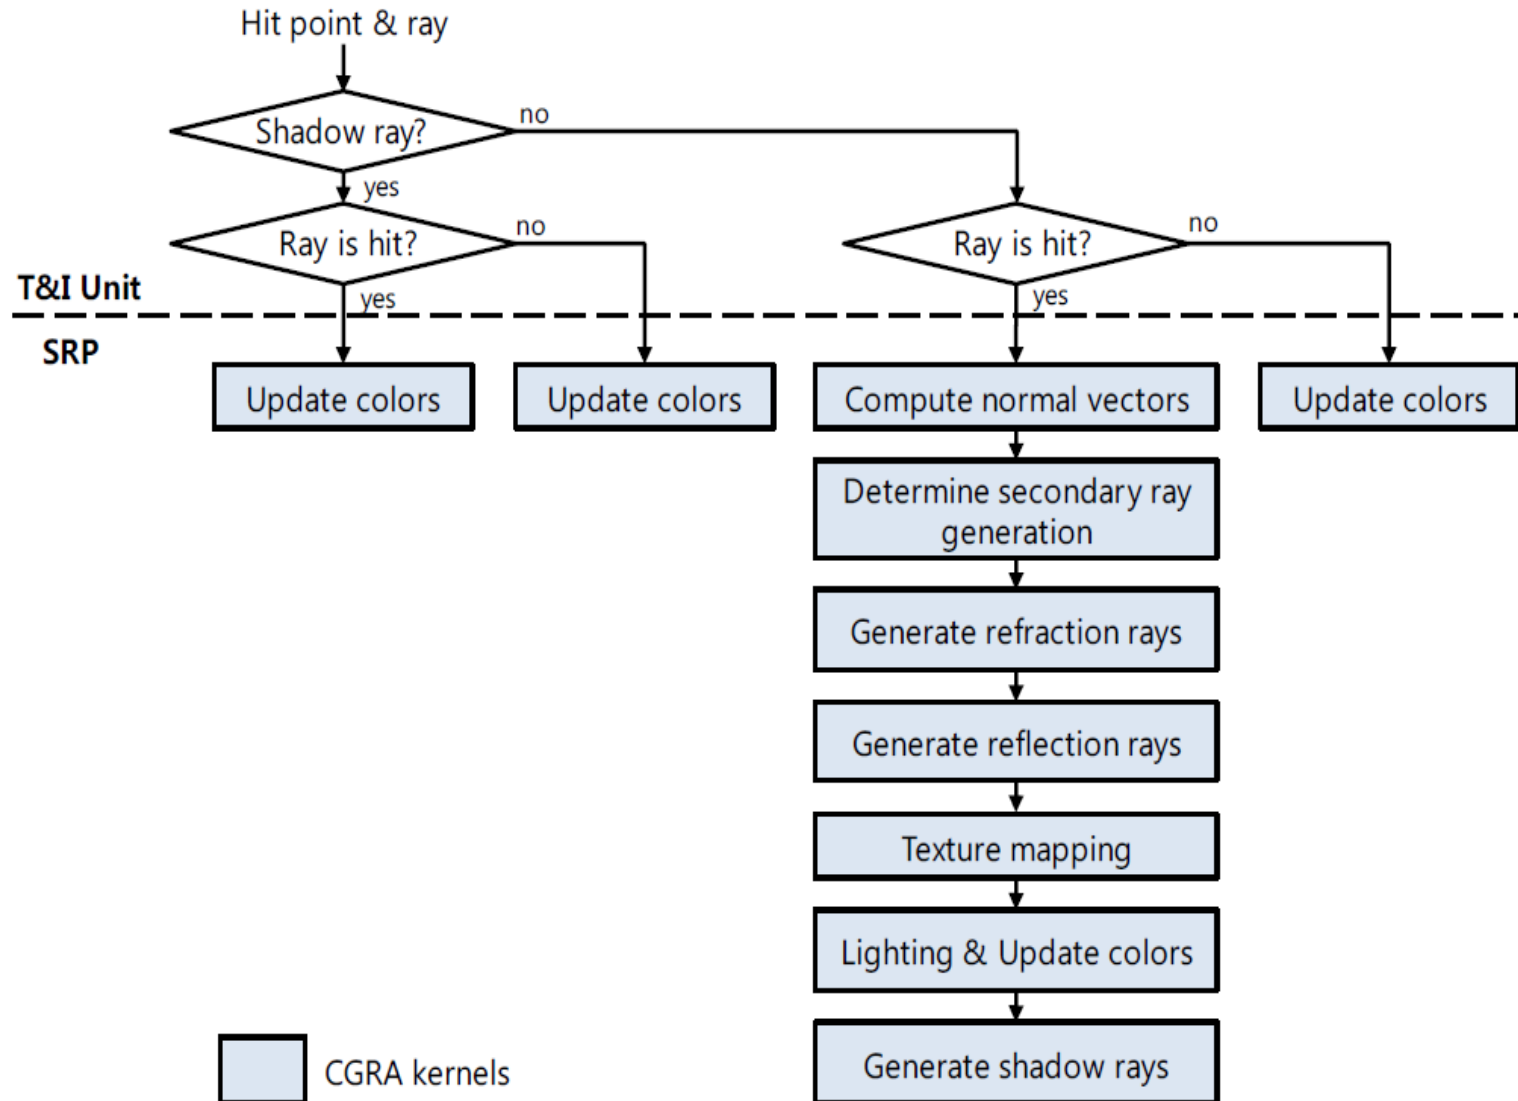 Hit point & ray
Shadow ray?
no
yes
Ray is hit?
no
Ray is hit?
no
T&I Unit
yes
yes
SRP
Update colors
Update colors
Compute normal vectors
Update colors
Determine secondary ray
generation
Generate refraction rays
Generate reflection rays
Texture mapping
Lighting & Update colors
Generate shadow rays
CGRA kernels